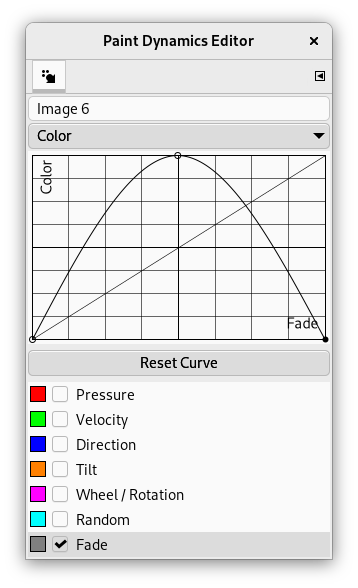 Paint Dynamics Editor
Image 6
Color
Color
Fade
Reset Curve
Pressure
Velocity
Direction
Tilt
Wheel / Rotation
Random
Fade